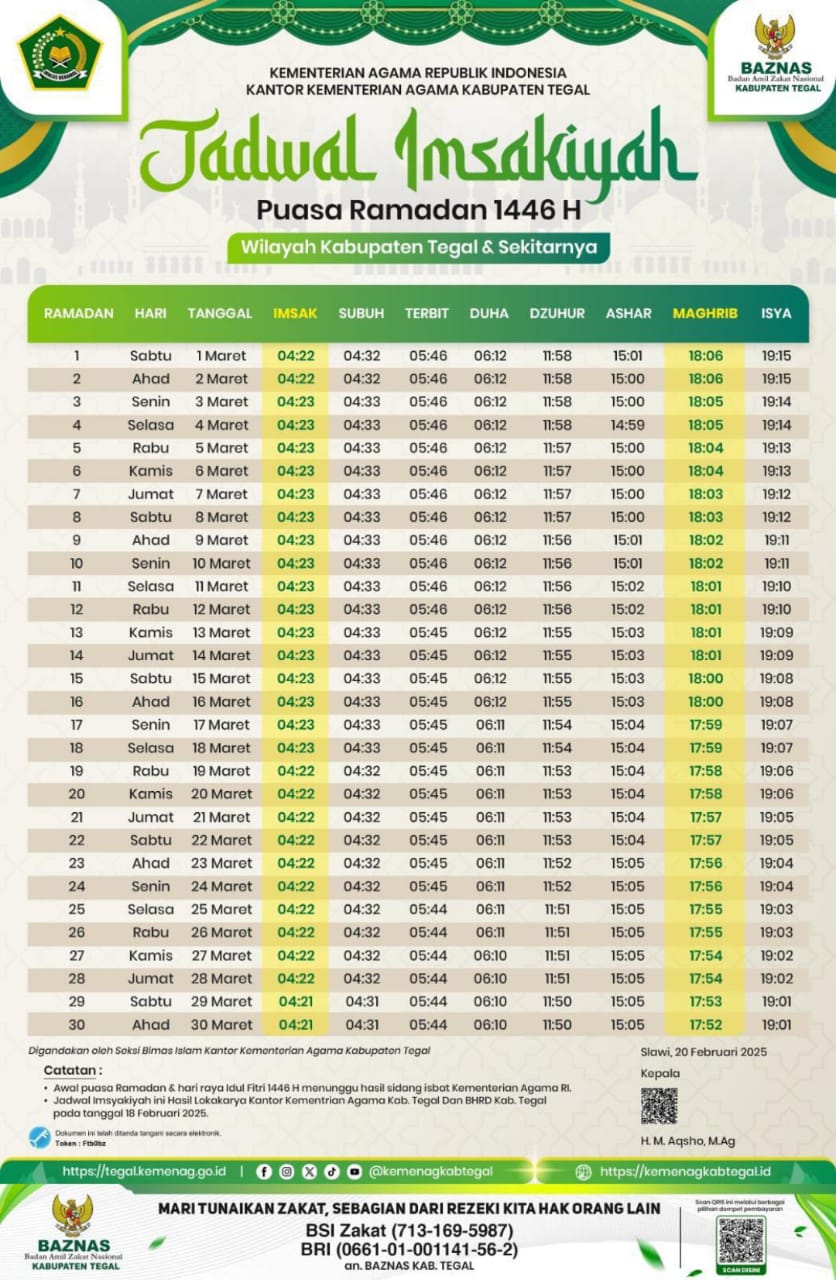 BAZNAS
Badan Amil Zakat Nasional
KABUPATEN TEGAL
KEMENTERIAN AGAMA REPUBLIK INDONESIA
KANTOR KEMENTERIAN AGAMA KABUPATEN TEGAL
Jadwal Imsakiyah
Puasa Ramadan 1446 H
Wilayah Kabupaten Tegal & Sekitarnya
RAMADAN HARI TANGGAL IMSAK SUBUH TERBIT DUHA DZUHUR ASHAR MAGHRIB ISYA
1 Sabtu 1 Maret 04:22 04:32 05:46 06:12 11:58 15:01 18:06 19:15
2 Ahad 2 Maret 04:22 04:32 05:46 06:12 11:58 15:00 18:06 19:15
3 Senin 3 Maret 04:23 04:33 05:46 06:12 11:58 15:00 18:05 19:14
4 Selasa 4 Maret 04:23 04:33 05:46 06:12 11:58 14:59 18:05 19:14
5 Rabu 5 Maret 04:23 04:33 05:46 06:12 11:57 15:00 18:04 19:13
6 Kamis 6 Maret 04:23 04:33 05:46 06:12 11:57 15:00 18:04 19:13
7 Jumat 7 Maret 04:23 04:33 05:46 06:12 11:57 15:00 18:03 19:12
8 Sabtu 8 Maret 04:23 04:33 05:46 06:12 11:57 15:00 18:03 19:12
9 Ahad 9 Maret 04:23 04:33 05:46 06:12 11:56 15:01 18:02 19:11
10 Senin 10 Maret 04:23 04:33 05:46 06:12 11:56 15:01 18:02 19:11
11 Selasa 11 Maret 04:23 04:33 05:46 06:12 11:56 15:02 18:01 19:10
12 Rabu 12 Maret 04:23 04:33 05:46 06:12 11:56 15:02 18:01 19:10
13 Kamis 13 Maret 04:23 04:33 05:45 06:12 11:55 15:03 18:01 19:09
14 Jumat 14 Maret 04:23 04:33 05:45 06:12 11:55 15:03 18:01 19:09
15 Sabtu 15 Maret 04:23 04:33 05:45 06:12 11:55 15:03 18:00 19:08
16 Ahad 16 Maret 04:23 04:33 05:45 06:12 11:55 15:03 18:00 19:08
17 Senin 17 Maret 04:23 04:33 05:45 06:11 11:54 15:04 17:59 19:07
18 Selasa 18 Maret 04:23 04:33 05:45 06:11 11:54 15:04 17:59 19:07
19 Rabu 19 Maret 04:22 04:32 05:45 06:11 11:53 15:04 17:58 19:06
20 Kamis 20 Maret 04:22 04:32 05:45 06:11 11:53 15:04 17:58 19:06
21 Jumat 21 Maret 04:22 04:32 05:45 06:11 11:53 15:04 17:57 19:05
22 Sabtu 22 Maret 04:22 04:32 05:45 06:11 11:53 15:04 17:57 19:05
23 Ahad 23 Maret 04:22 04:32 05:45 06:11 11:52 15:05 17:56 19:04
24 Senin 24 Maret 04:22 04:32 05:45 06:11 11:52 15:05 17:56 19:04
25 Selasa 25 Maret 04:22 04:32 05:44 06:11 11:51 15:05 17:55 19:03
26 Rabu 26 Maret 04:22 04:32 05:44 06:11 11:51 15:05 17:55 19:03
27 Kamis 27 Maret 04:22 04:32 05:44 06:10 11:51 15:05 17:54 19:02
28 Jumat 28 Maret 04:22 04:32 05:44 06:10 11:51 15:05 17:54 19:02
29 Sabtu 29 Maret 04:21 04:31 05:44 06:10 11:50 15:05 17:53 19:01
30 Ahad 30 Maret 04:21 04:31 05:44 06:10 11:50 15:05 17:52 19:01
Digandakan oleh Seksi Bimas Islam Kantor Kementerian Agama Kabupaten Tegal
Catatan :
• Awal puasa Ramadan & hari raya Idul Fitri 1446 H menunggu hasil sidang isbat Kementerian Agama RI.
• Jadwal Imsyakiyah ini Hasil Lokakarya Kantor Kementrian Agama Kab. Tegal Dan BHRD Kab. Tegal
pada tanggal 18 Februari 2025.
Dokumen ini telah ditanda tangani secara elektronik.
Token : Ftb0bz
Slawi, 20 Februari 2025
Kepala
H. M. Aqsho, M.Ag
https://tegal.kemenag.go.id | @kemenagkabtegal https://kemenagkabtegal.id
BAZNAS
Badan Amil Zakat Nasional
KABUPATEN TEGAL
MARI TUNAIKAN ZAKAT, SEBAGIAN DARI REZEKI KITA HAK ORANG LAIN
BSI Zakat (713-169-5987)
BRI (0661-01-001141-56-2)
an. BAZNAS KAB. TEGAL
Scan QRIS ini melalui berbagai
pilihan dompet pembayaran
SCAN DISINI